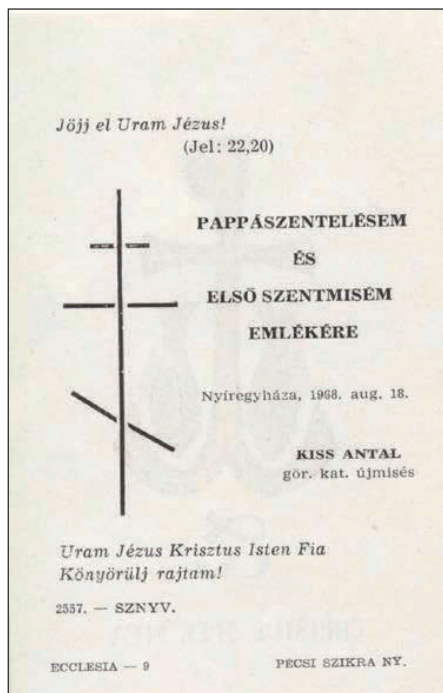 Jöjj el Uram Jézus!
(Jel: 22,20)
PAPPÁSZENTELÉSEM
ÉS
ELSŐ SZENTMISÉM
EMLÉKÉRE
Nyíregyháza, 1968. aug. 18.
KISS ANTAL
gör. kat. újmisés
Uram Jézus Krisztus Isten Fia
Könyörülj rajtam!
2557. — SZNYV.
ECCLESIA — 9 PÉCSI SZIKRA NY.